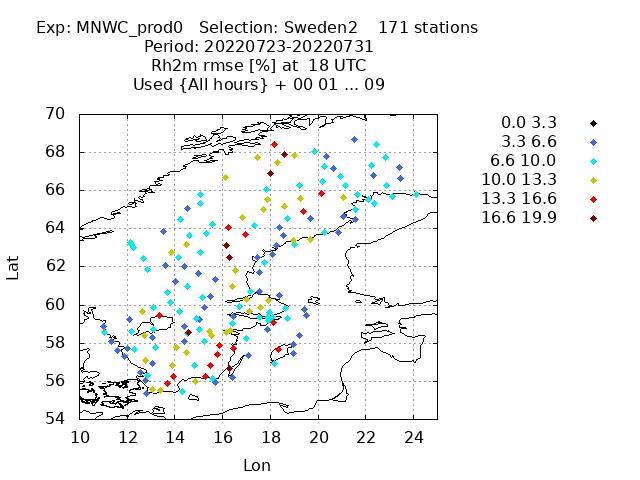 Exp: MNWC_prod0   Selection: Sweden2    171 stations
Period: 20220723-20220731
Rh2m rmse [%] at  18 UTC
Used {All hours} + 00 01 ... 09
0.0 3.3
3.3 6.6
6.6 10.0
10.0 13.3
13.3 16.6
16.6 19.9
Lat
70
68
66
64
62
60
58
56
54
10 12 14 16 18 20 22 24
Lon